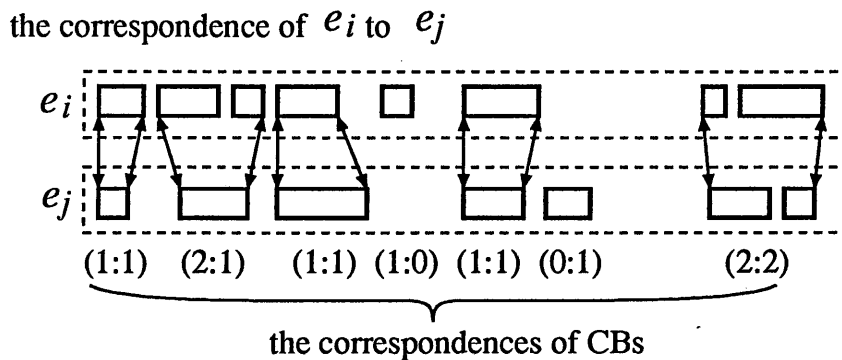 the correspondence of e_i to e_j
e_i
e_j
(1:1) (2:1) (1:1) (1:0) (1:1) (0:1) (2:2)
the correspondences of CBs